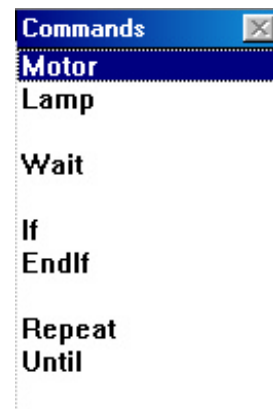 Commands
Motor
Lamp
Wait
If
EndIf
Repeat
Until